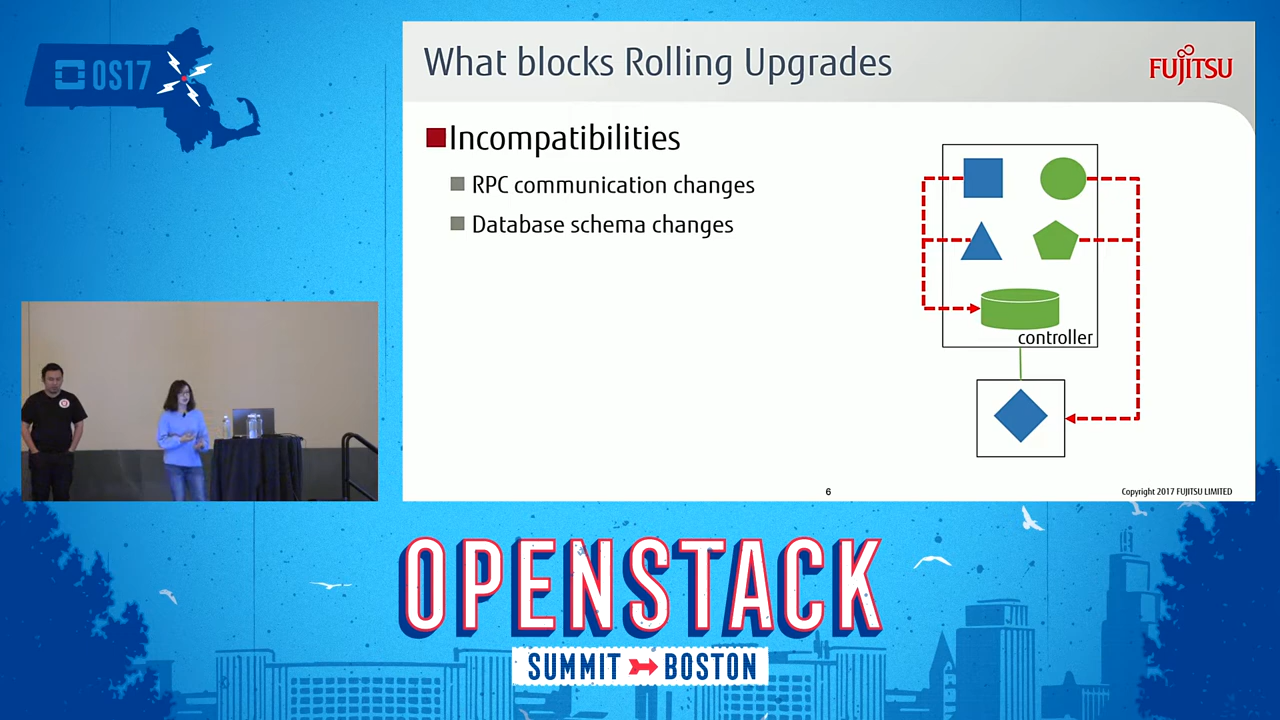 OS17
What blocks Rolling Upgrades
FUJITSU
Incompatibilities
RPC communication changes
Database schema changes
controller
6
Copyright 2017 FUJITSU LIMITED
OPENSTACK
SUMMIT BOSTON